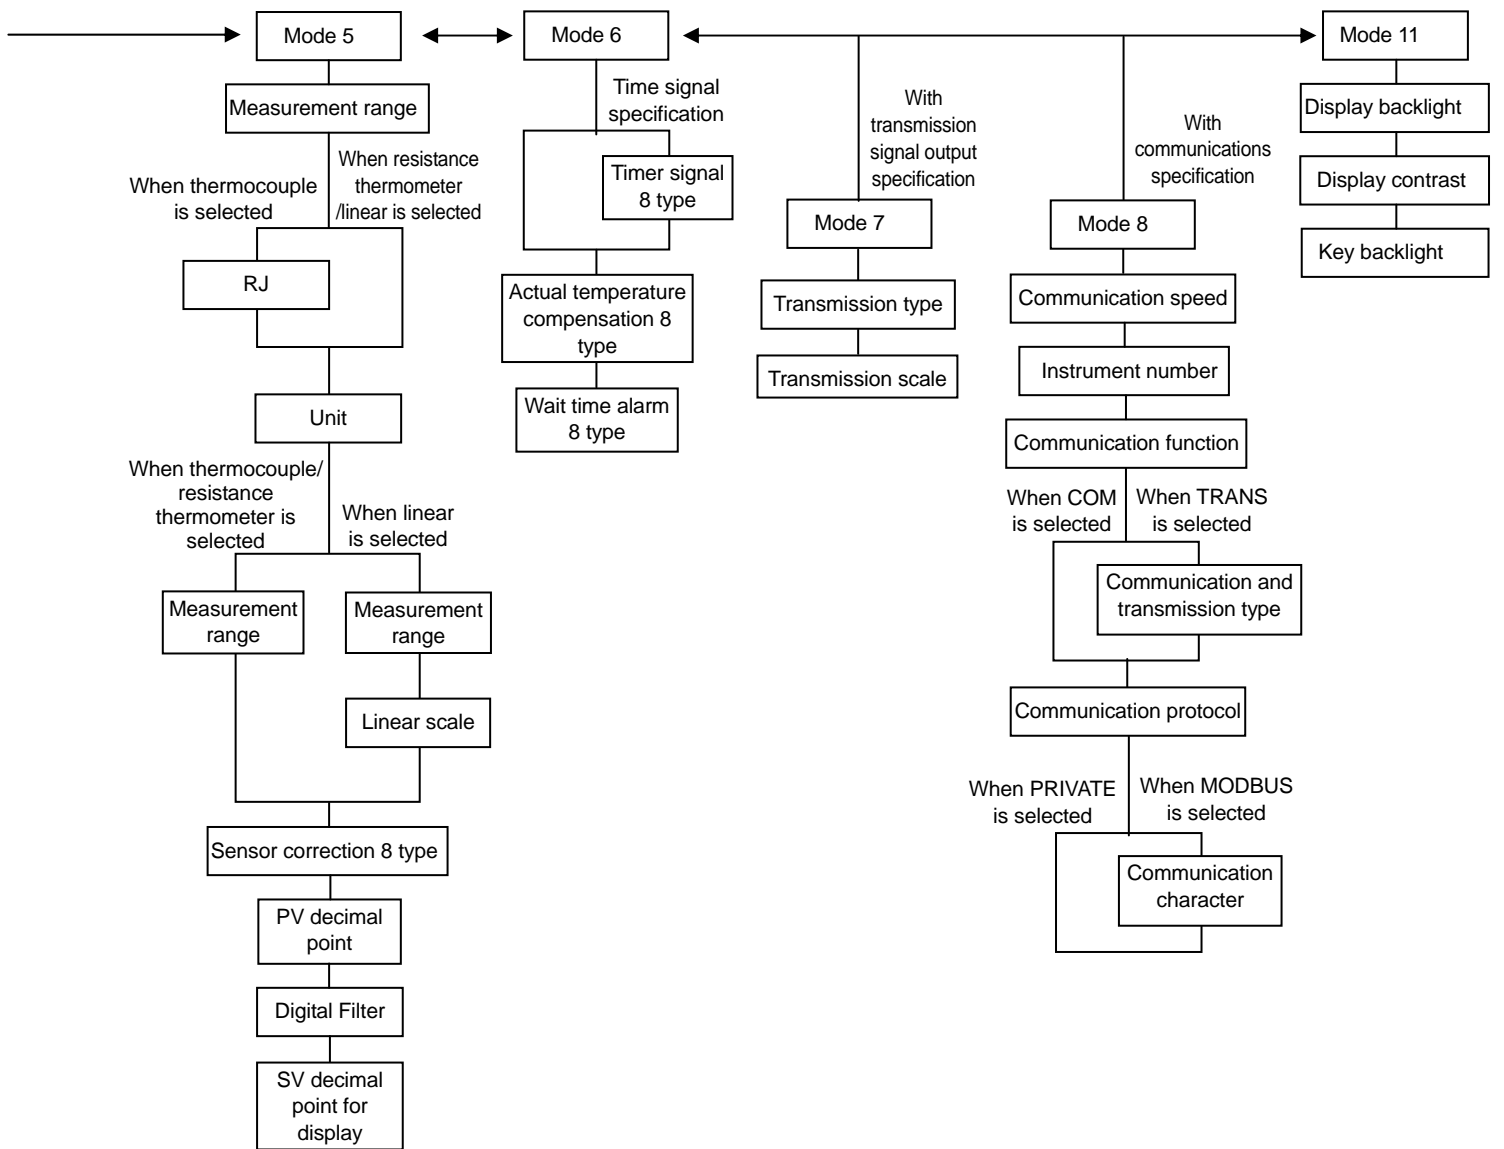 Mode 5
Measurement range
When thermocouple
is selected
When resistance
thermometer
/linear is selected
RJ
Unit
When thermocouple/
resistance
thermometer is
selected
When linear
is selected
Measurement
range
Measurement
range
Linear scale
Sensor correction 8 type
PV decimal
point
Digital Filter
SV decimal
point for
display
Mode 6
Time signal
specification
Timer signal
8 type
Actual temperature
compensation 8
type
Wait time alarm
8 type
With
transmission
signal output
specification
Mode 7
Transmission type
Transmission scale
With
communications
specification
Mode 8
Communication speed
Instrument number
Communication function
When COM
is selected
When TRANS
is selected
Communication and
transmission type
Communication protocol
When PRIVATE
is selected
When MODBUS
is selected
Communication
character
Mode 11
Display backlight
Display contrast
Key backlight